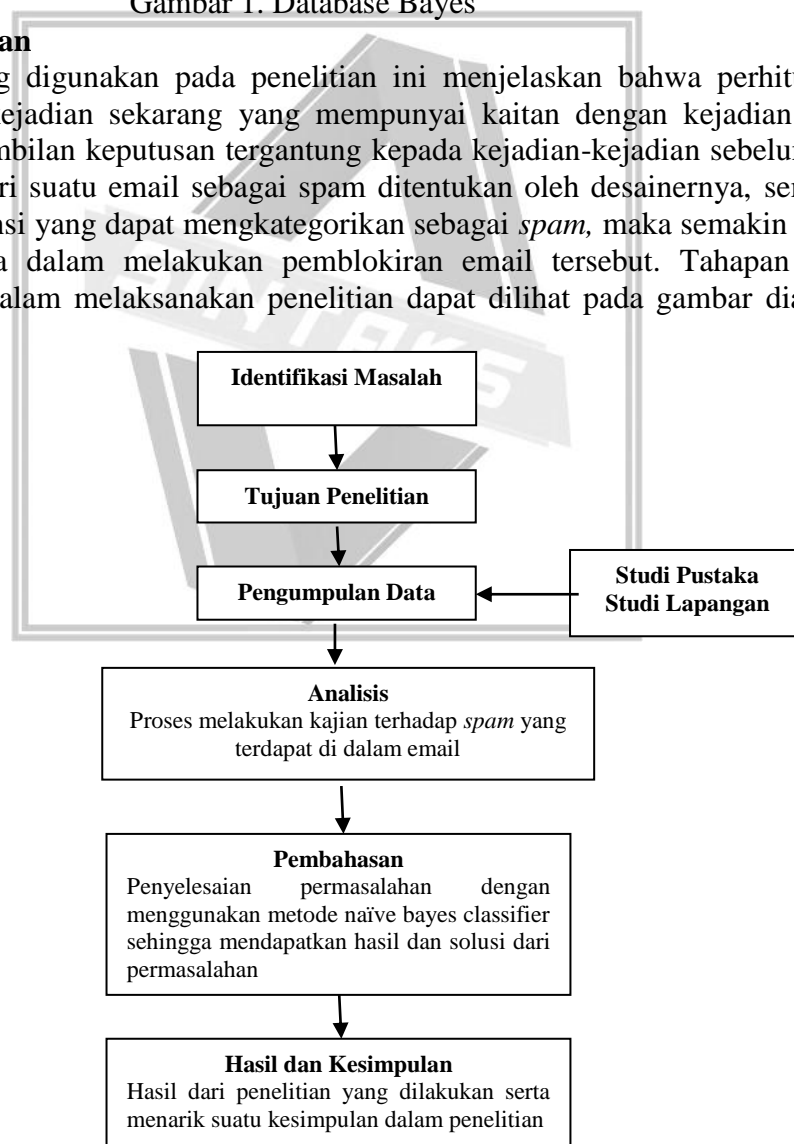 Gambar 1. Database Bayes
an
g digunakan pada penelitian ini menjelaskan bahwa perhitu
ejadian sekarang yang mempunyai kaitan dengan kejadian
mbilan keputusan tergantung kepada kejadian-kejadian sebelu
ri suatu email sebagai spam ditentukan oleh desainernya, se
nsi yang dapat mengkategorikan sebagai spam, maka semakin
a dalam melakukan pemblokiran email tersebut. Tahapan
alam melaksanakan penelitian dapat dilihat pada gambar dia
SINTAKS
Identifikasi Masalah
Tujuan Penelitian
Pengumpulan Data
Studi Pustaka
Studi Lapangan
Analisis
Proses melakukan kajian terhadap spam yang
terdapat di dalam email
Pembahasan
Penyelesaian permasalahan dengan
menggunakan metode naïve bayes classifier
sehingga mendapatkan hasil dan solusi dari
permasalahan
Hasil dan Kesimpulan
Hasil dari penelitian yang dilakukan serta
menarik suatu kesimpulan dalam penelitian